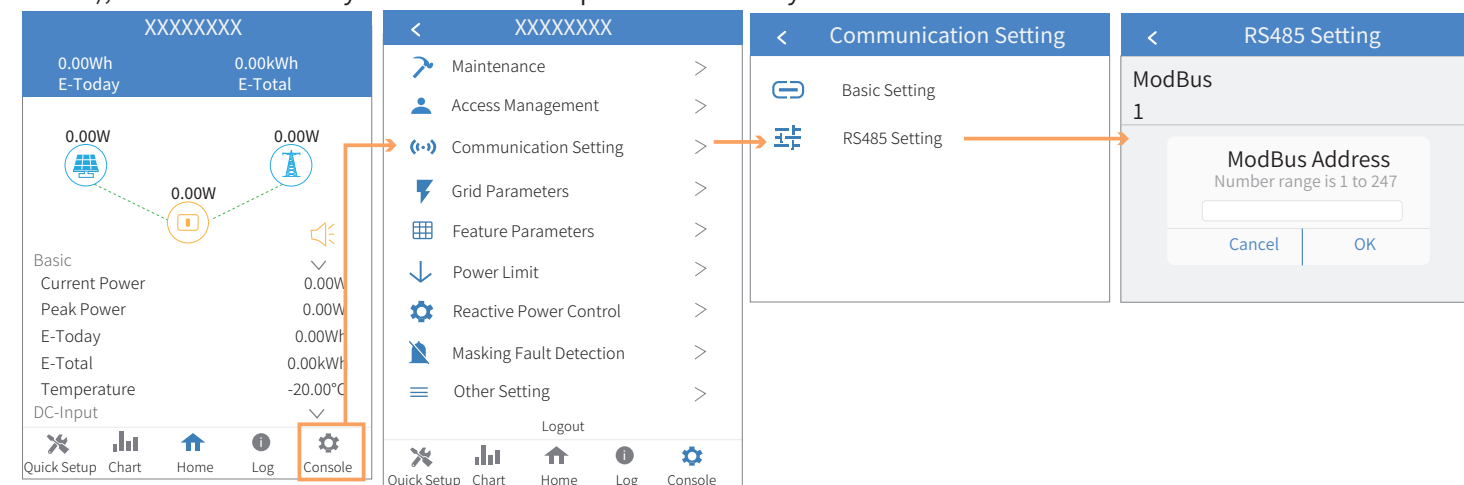 XXXXXXXX
0.00Wh 0.00kWh
E-Today E-Total
0.00W 0.00W
0.00W
Basic
Current Power 0.00W
Peak Power 0.00W
E-Today 0.00Wh
E-Total 0.00kWh
Temperature -20.00°C
DC-Input
Quick Setup Chart Home Log Console
< XXXXXXXX
Maintenance >
Access Management >
Communication Setting >
Grid Parameters >
Feature Parameters >
Power Limit >
Reactive Power Control >
Masking Fault Detection >
Other Setting >
Logout
Quick Setup Chart Home Log Console
< Communication Setting
Basic Setting
RS485 Setting
< RS485 Setting
ModBus
1
ModBus Address
Number range is 1 to 247
Cancel OK